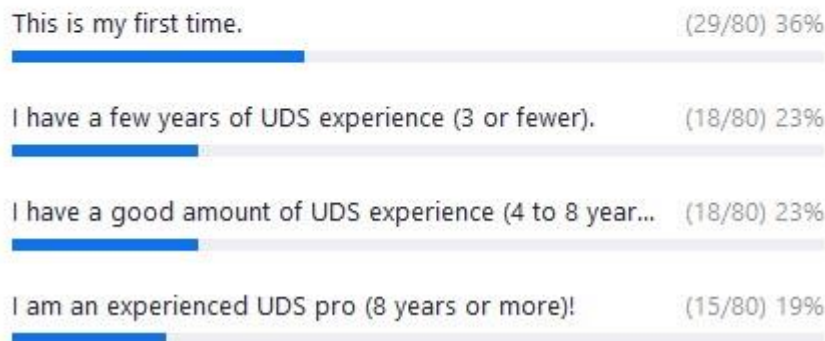 This is my first time. (29/80) 36%
I have a few years of UDS experience (3 or fewer). (18/80) 23%
I have a good amount of UDS experience (4 to 8 year... (18/80) 23%
I am an experienced UDS pro (8 years or more)! (15/80) 19%